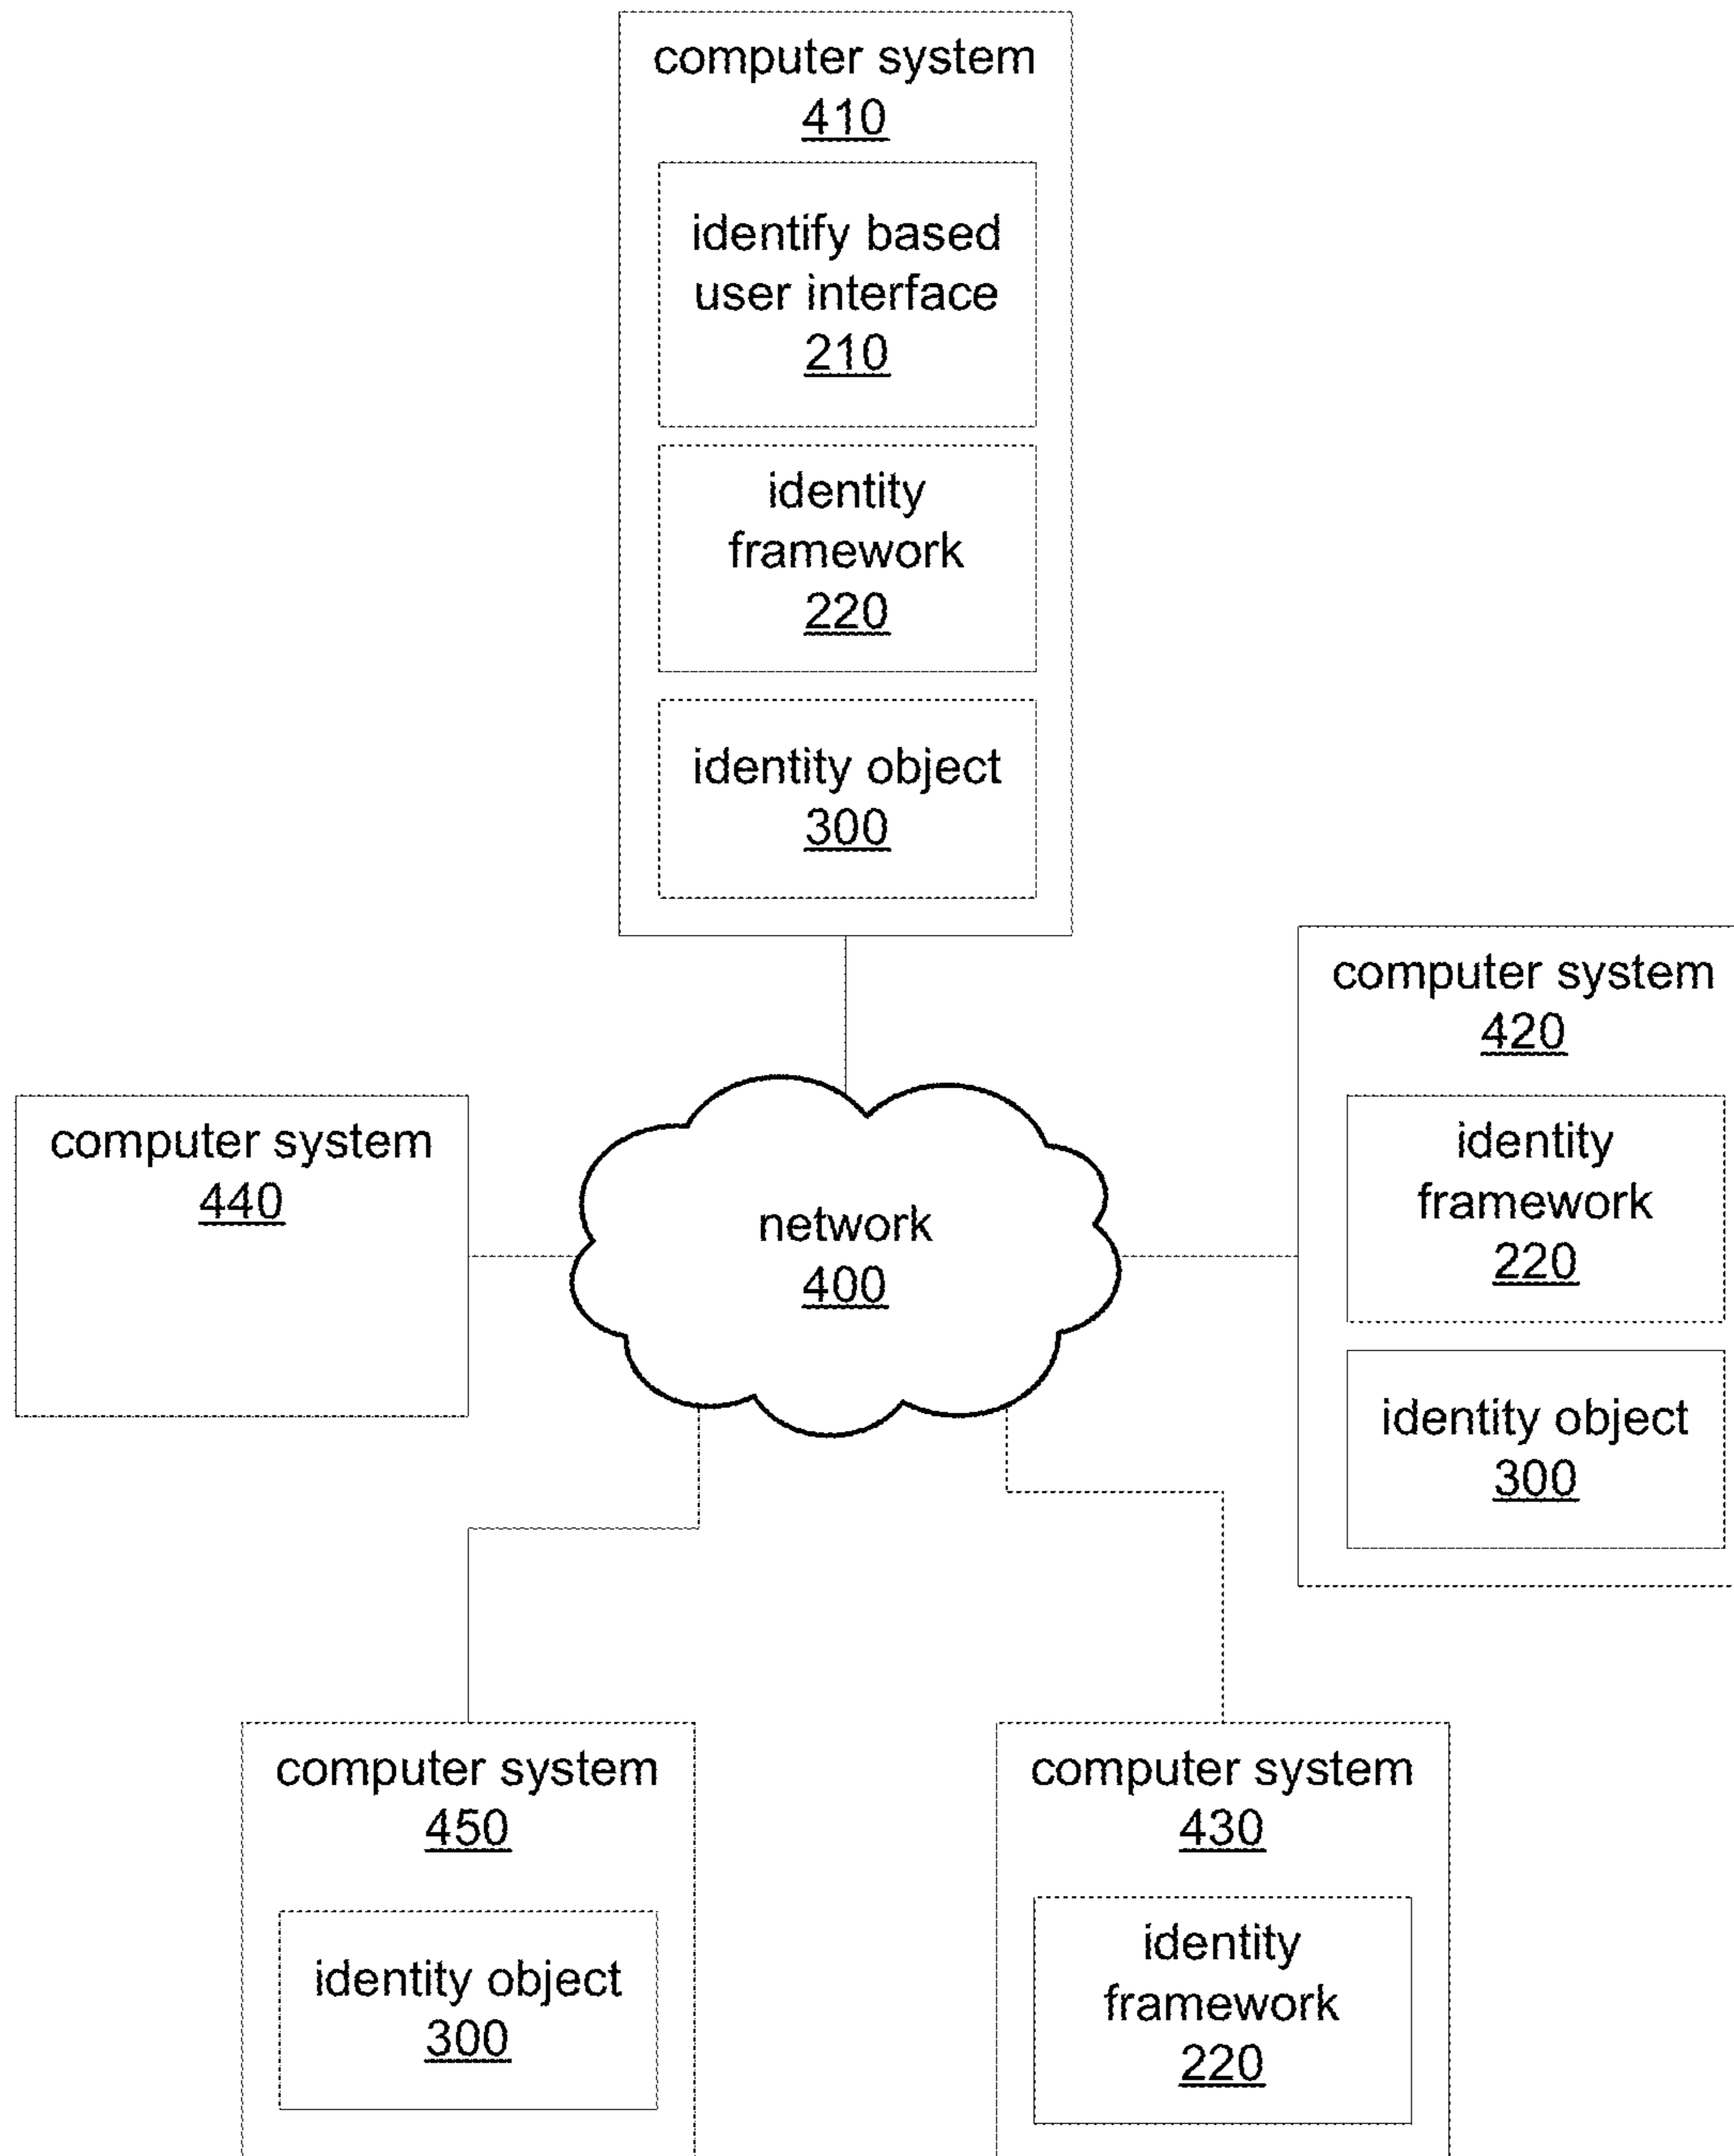 computer system
410
identify based
user interface
210
identity
framework
220
identity object
300
computer system
420
identity
framework
220
identity object
300
computer system
440
network
400
computer system
450
identity object
300
computer system
430
identity
framework
220